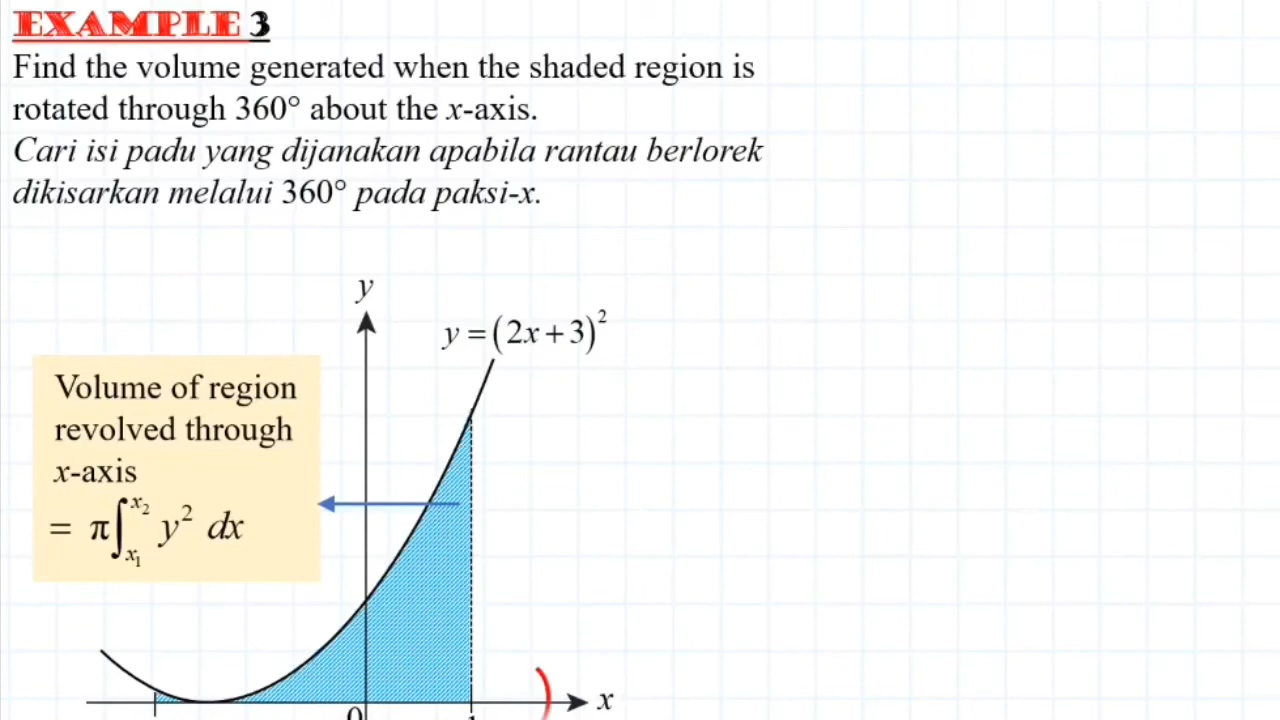 EXAMPLE 3
Find the volume generated when the shaded region is
rotated through 360° about the x-axis.
Cari isi padu yang dijanakan apabila rantau berlorek
dikisarkan melalui 360° pada paksi-x.
y
y = (2x + 3)²
Volume of region
revolved through
x-axis
= π∫_{x₁}^{x₂} y² dx
x
0